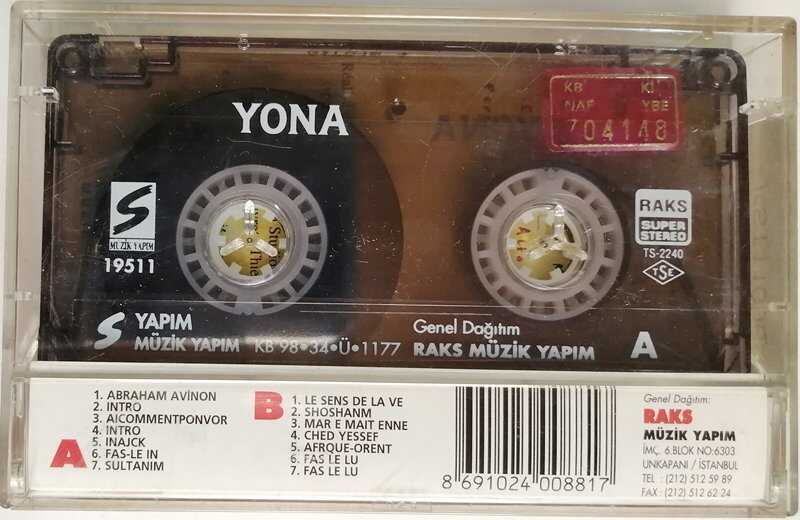 YONA
KB KI
NAF YBE
704148
S
MÜZİK YAPIM
19511
RAKS
SUPER
STEREO
TS-2240
TSE
S YAPIM
MÜZİK YAPIM KB 98•34•Ü•1177
Genel Dağıtım
RAKS MÜZİK YAPIM
A
A
1. ABRAHAM AVINON
2. INTRO
3. AICOMMENTPONVOR
4. INTRO
5. INAJCK
6. FAS-LE IN
7. SULTANIM
B
1. LE SENS DE LA VE
2. SHOSHANM
3. MAR E MAIT ENNE
4. CHED YESSEF
5. AFRQUE-ORENT
6. FAS LE LU
7. FAS LE LU
8 691024 008817
Genel Dağıtım:
RAKS
MÜZİK YAPIM
İMÇ. 6.BLOK NO:6303
UNKAPANI / İSTANBUL
TEL : (212) 512 59 89
FAX : (212) 512 62 24